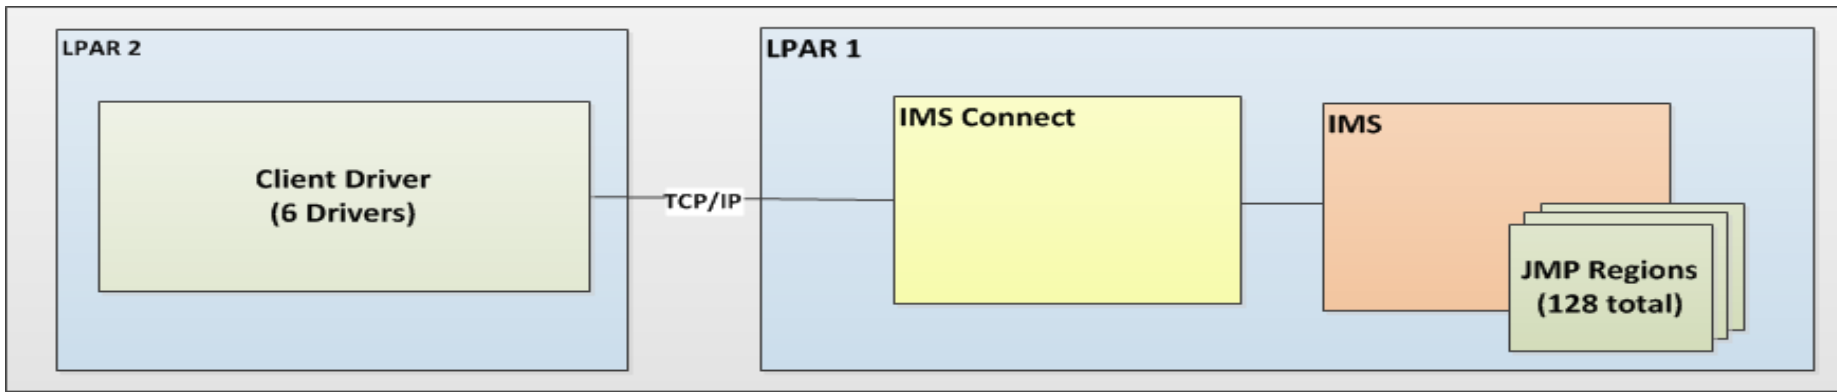 LPAR 2
Client Driver
(6 Drivers)
TCP/IP
LPAR 1
IMS Connect
IMS
JMP Regions
(128 total)